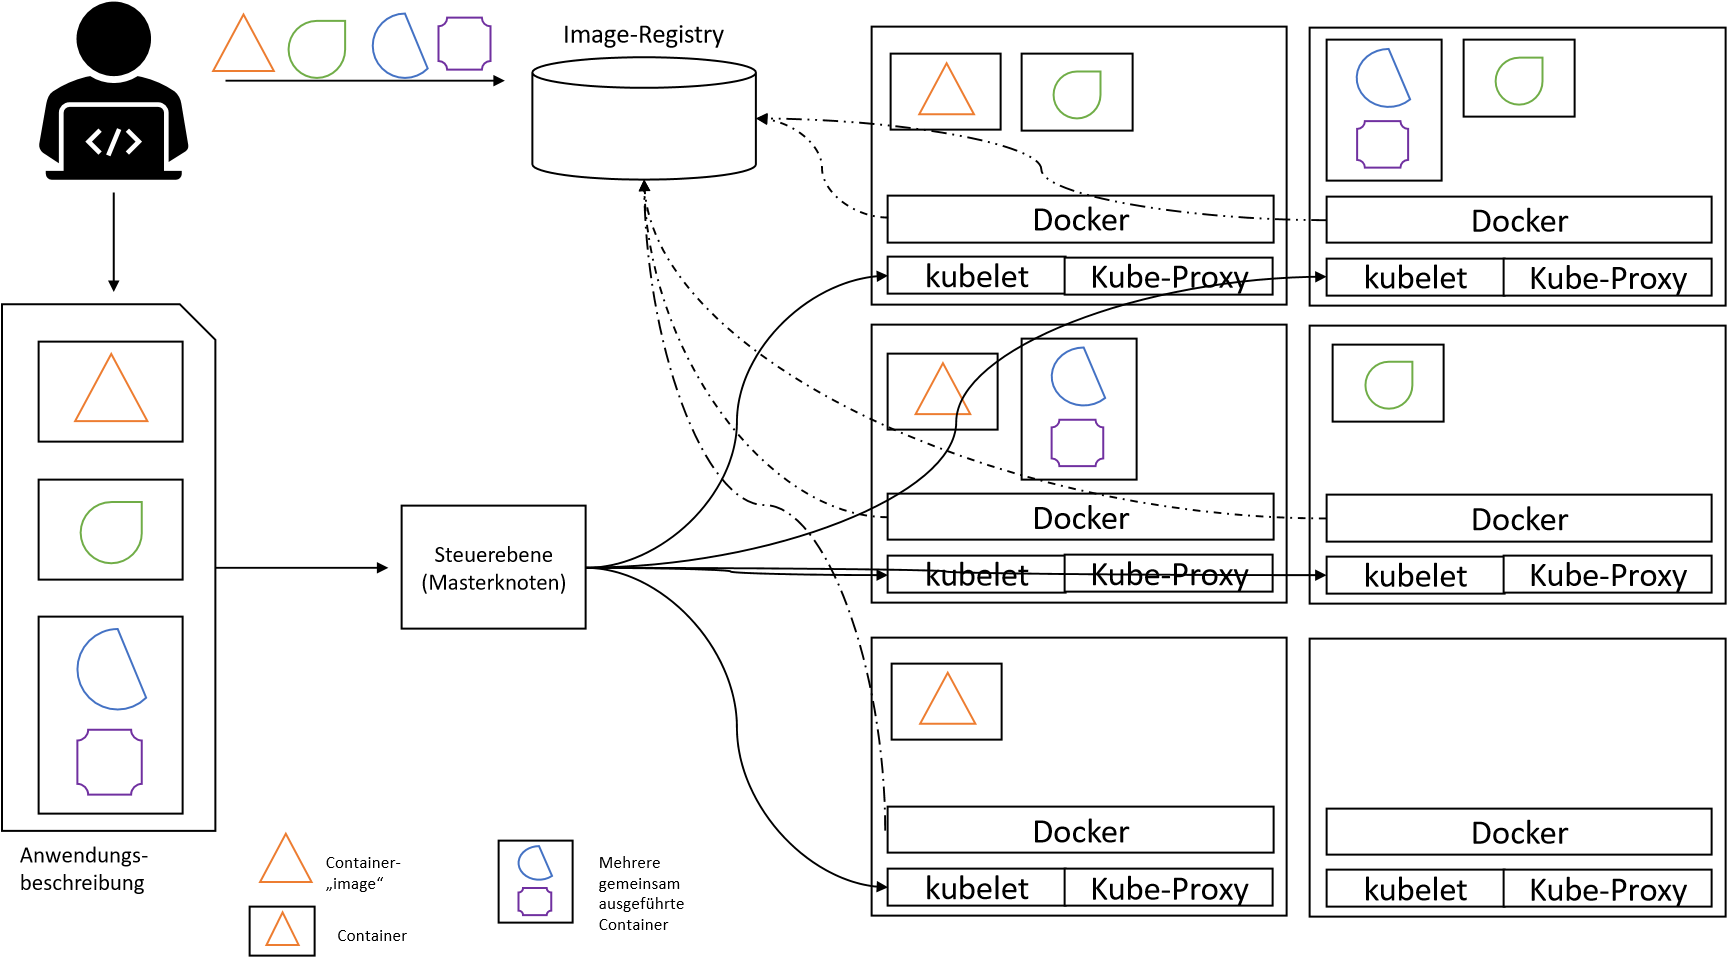 Image-Registry
</>
Docker
Docker
kubelet
Kube-Proxy
kubelet
Kube-Proxy
Docker
Docker
Steuerebene
(Masterknoten)
kubelet
Kube-Proxy
kubelet
Kube-Proxy
Docker
Docker
kubelet
Kube-Proxy
kubelet
Kube-Proxy
Anwendungs-
beschreibung
Container-
„image“
Container
Mehrere
gemeinsam
ausgeführte
Container